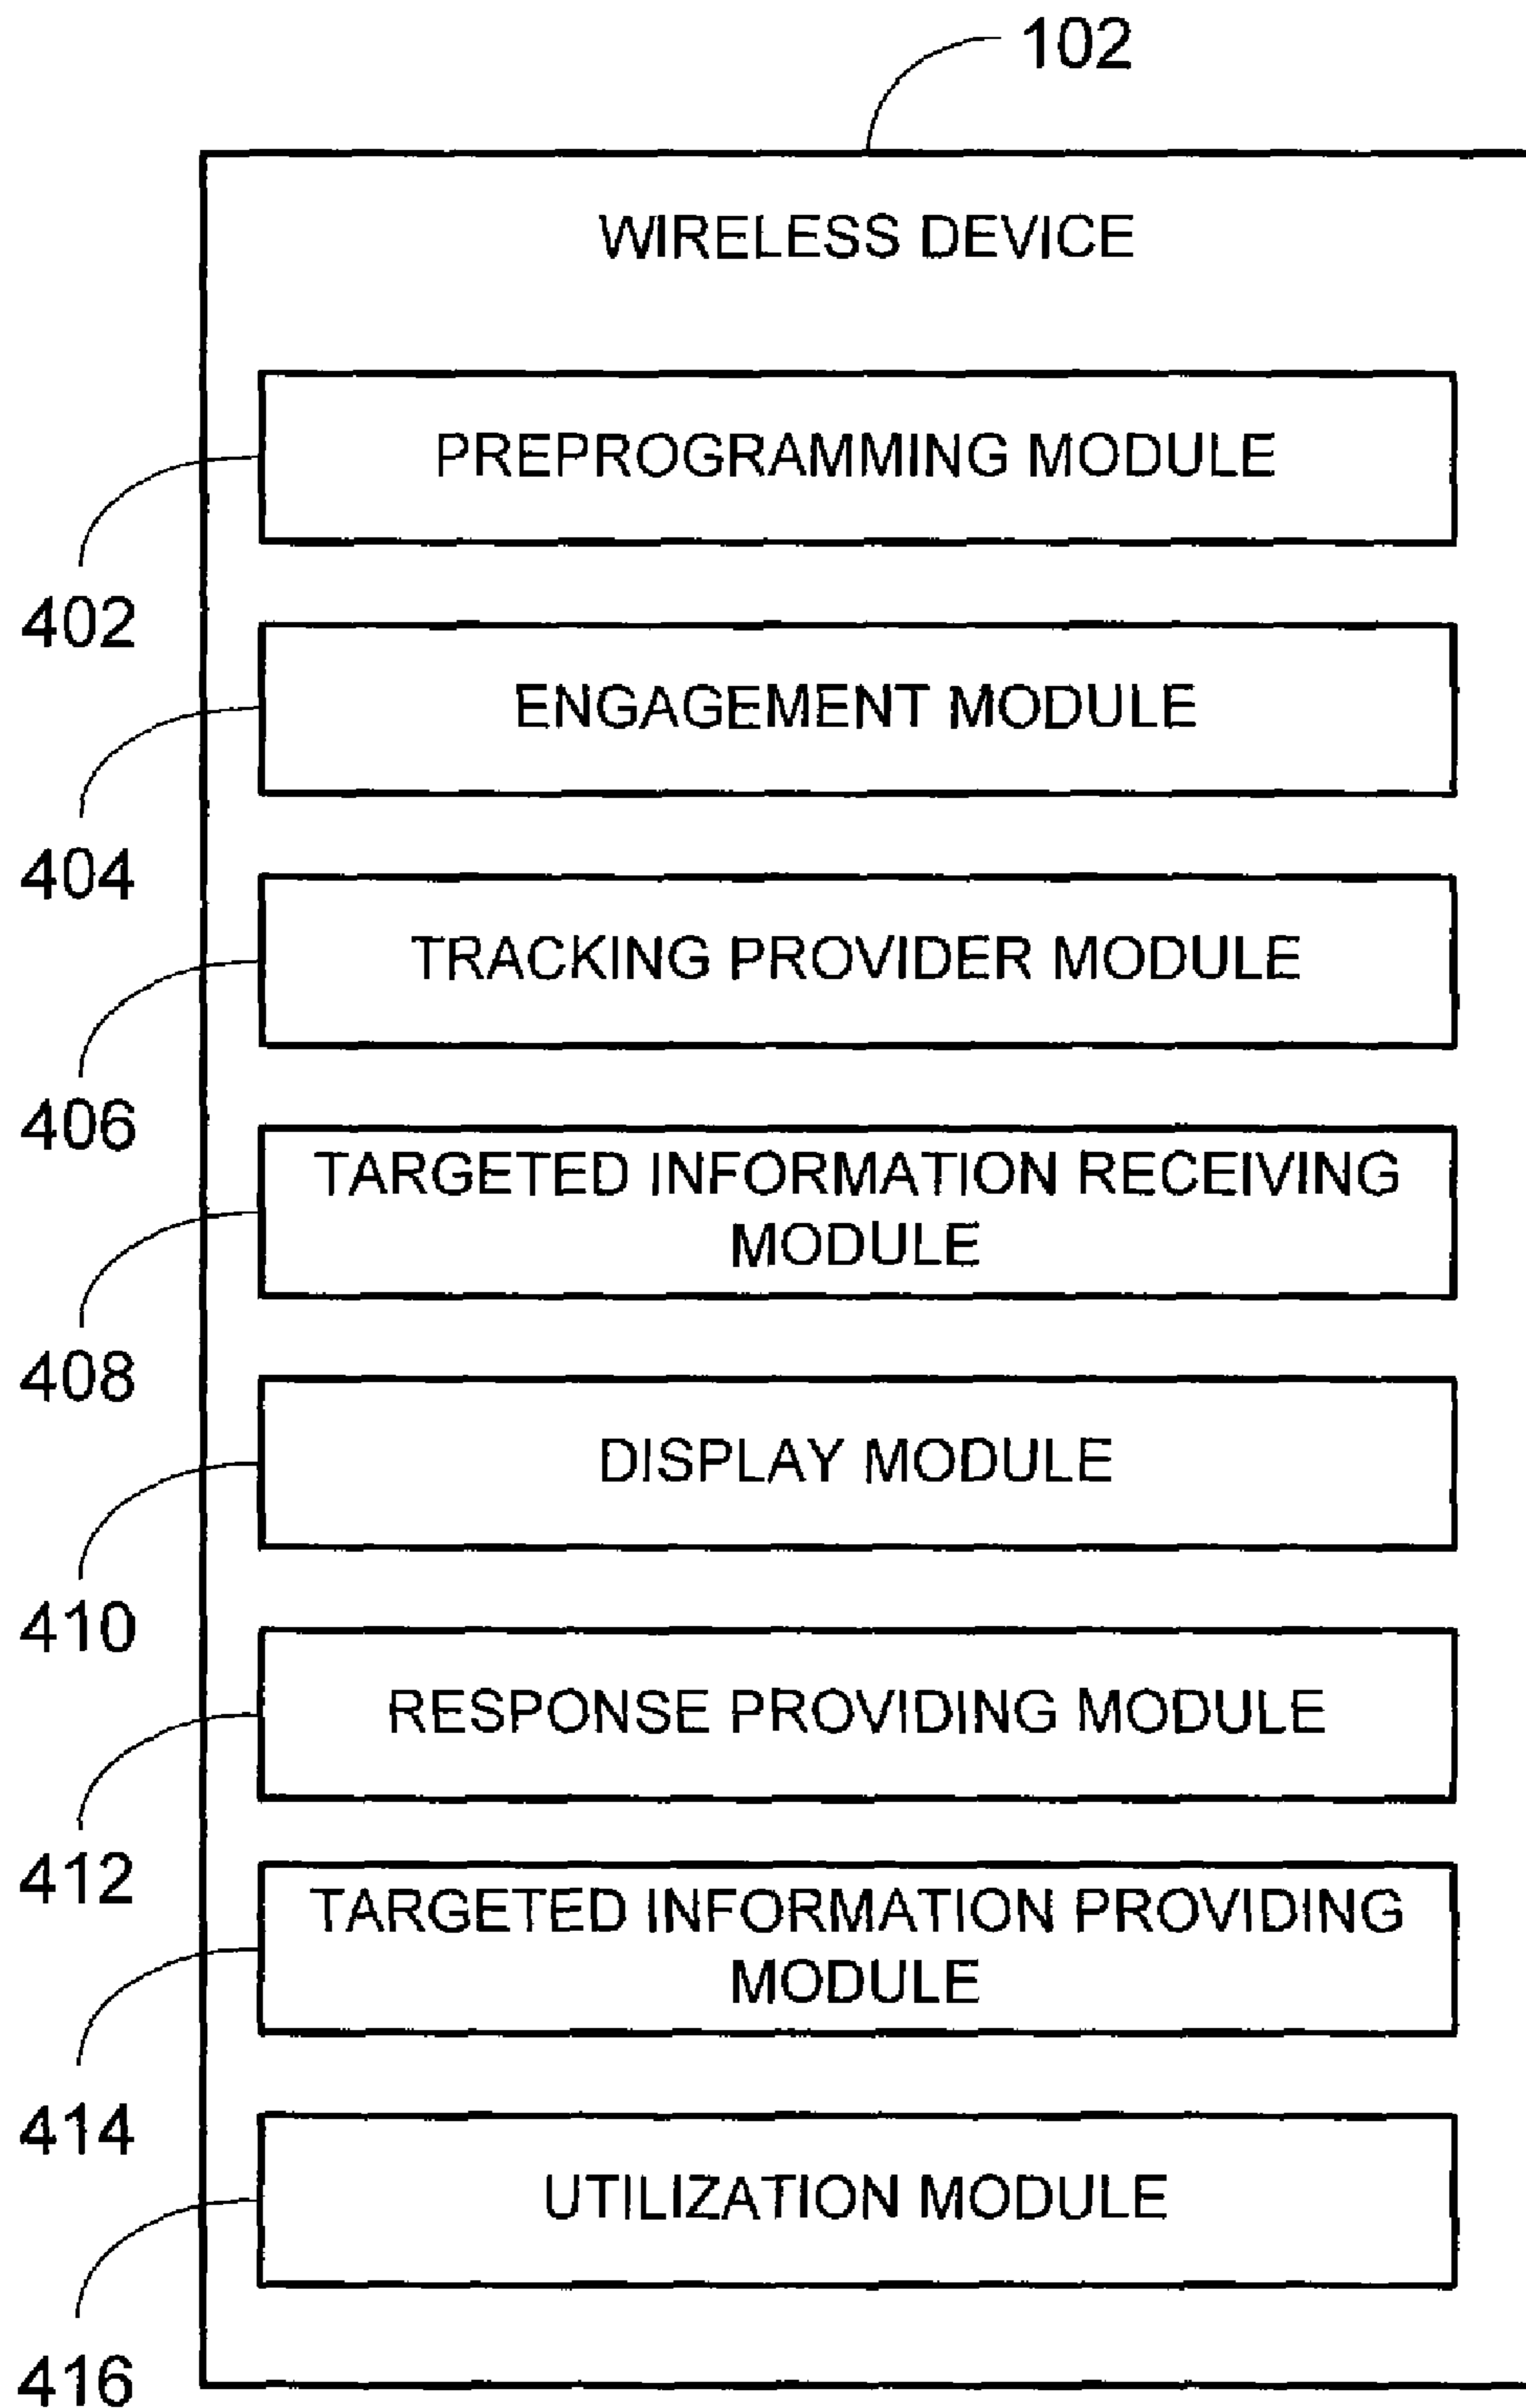 102
WIRELESS DEVICE
PREPROGRAMMING MODULE
402
ENGAGEMENT MODULE
404
TRACKING PROVIDER MODULE
406
TARGETED INFORMATION RECEIVING
MODULE
408
DISPLAY MODULE
410
RESPONSE PROVIDING MODULE
412
TARGETED INFORMATION PROVIDING
MODULE
414
UTILIZATION MODULE
416